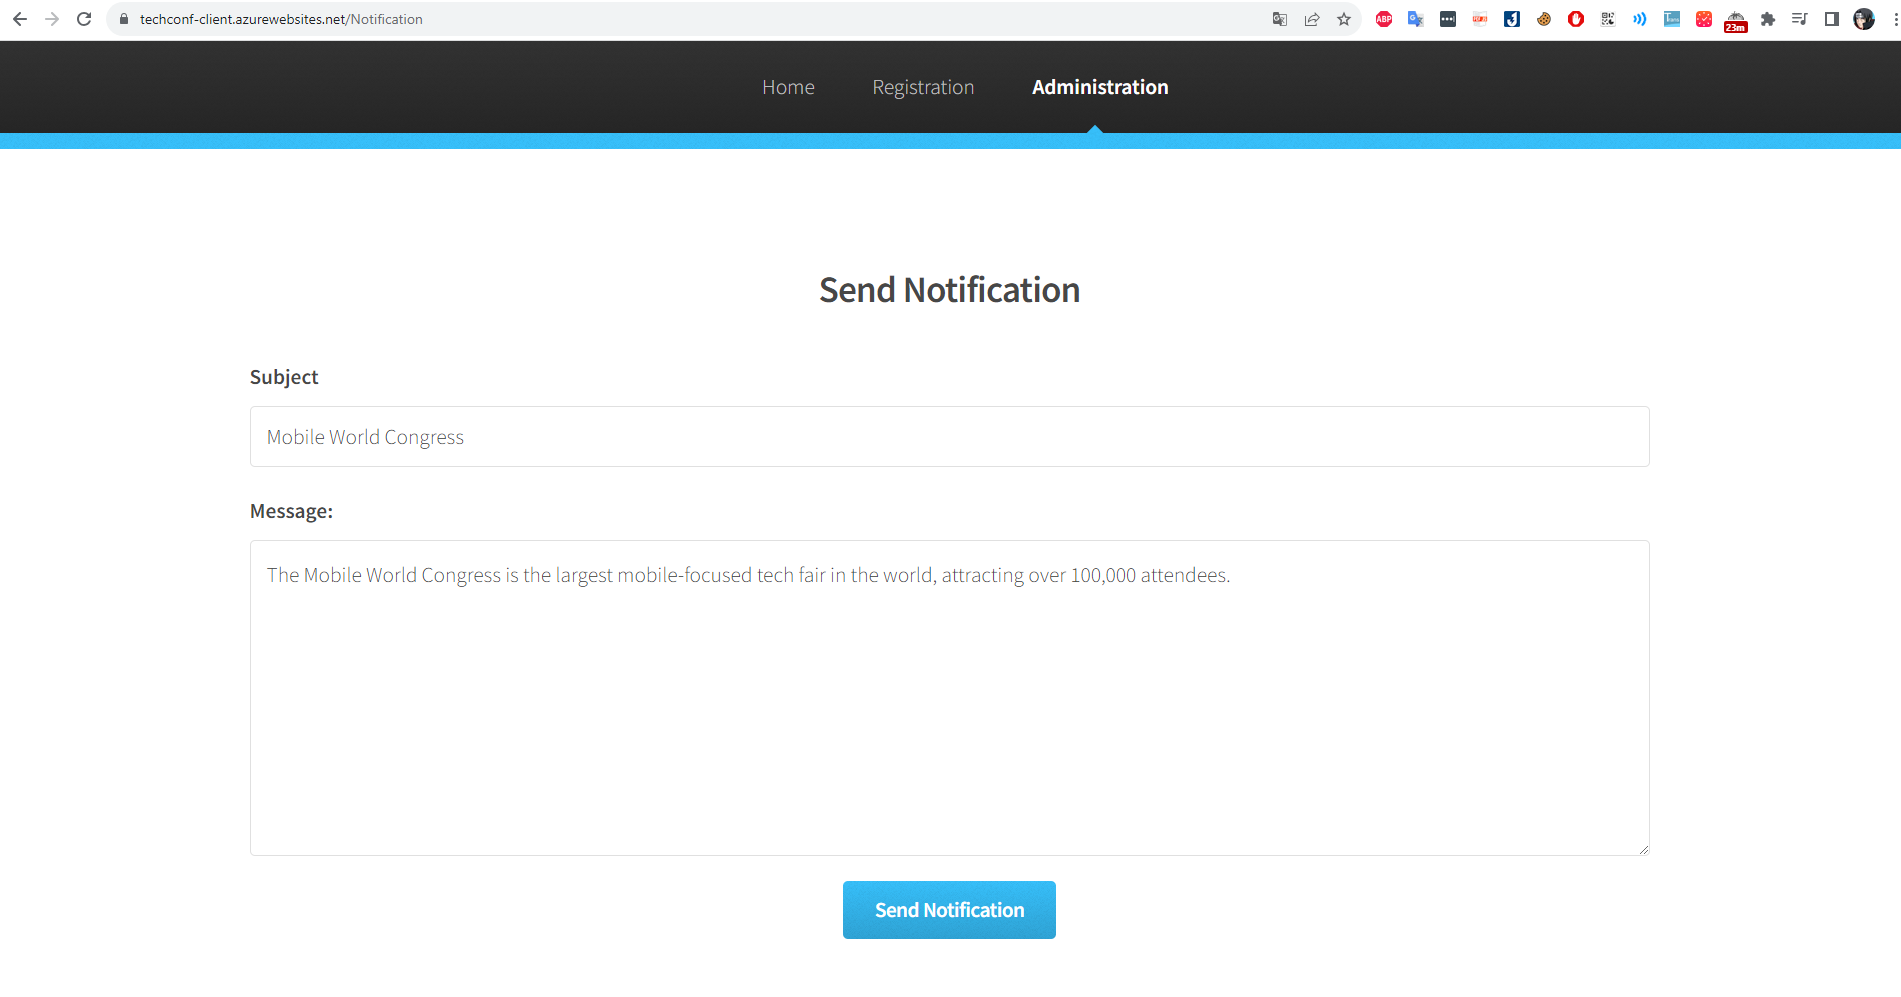 techconf-client.azurewebsites.net/Notification
ABP
23m
Home Registration Administration
Send Notification
Subject
Mobile World Congress
Message:
The Mobile World Congress is the largest mobile-focused tech fair in the world, attracting over 100,000 attendees.
Send Notification